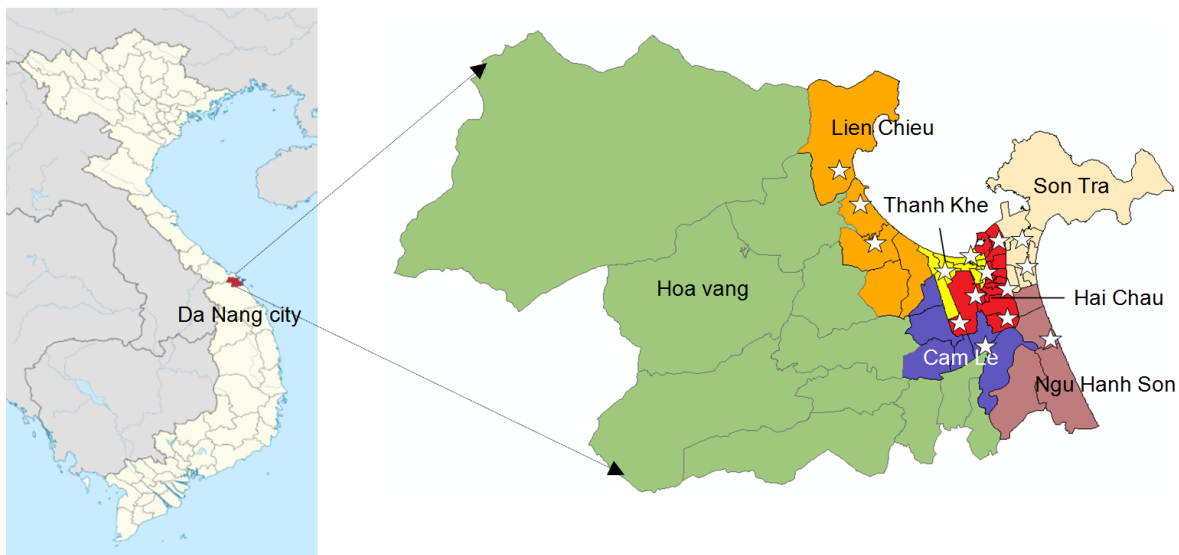 Lien Chieu
Son Tra
Thanh Khe
Hoa vang
Hai Chau
Da Nang city
Cam Le
Ngu Hanh Son